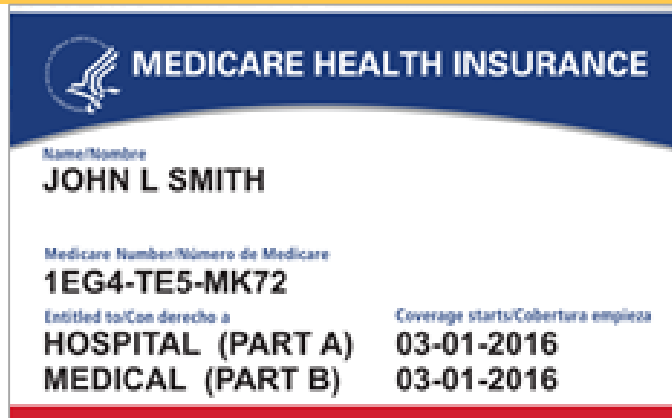 MEDICARE HEALTH INSURANCE
Name/Nombre
JOHN L SMITH
Medicare Number/Número de Medicare
1EG4-TE5-MK72
Entitled to/Con derecho a Coverage starts/Cobertura empieza
HOSPITAL (PART A) 03-01-2016
MEDICAL (PART B) 03-01-2016